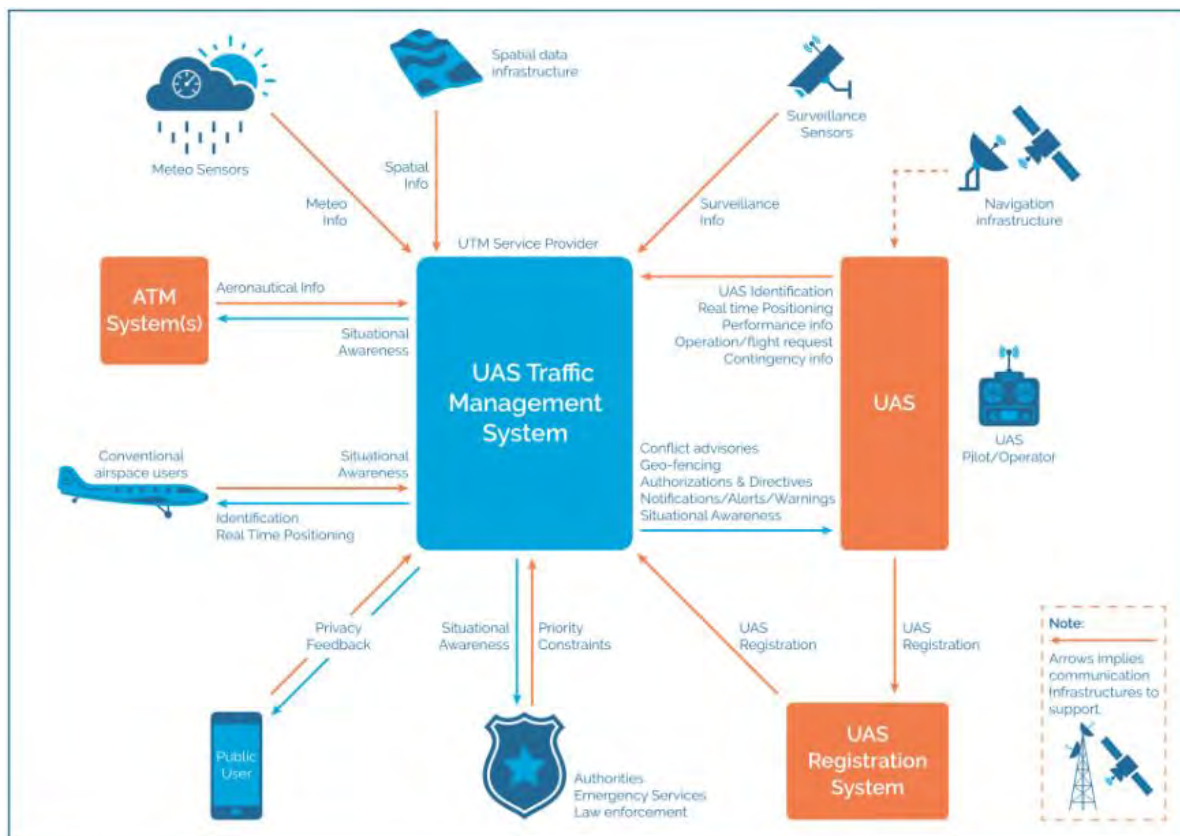 Spatial data
infrastructure
Surveillance
Sensors
Meteo Sensors
Navigation
infrastructure
Spatial
Info
Meteo
Info
Surveillance
Info
UTM Service Provider
ATM
System(s)
Aeronautical Info
Situational
Awareness
UAS Traffic
Management
System
UAS Identification
Real time Positioning
Performance info
Operation/flight request
Contingency info
UAS
UAS
Pilot/Operator
Conventional
airspace users
Situational
Awareness
Identification
Real Time Positioning
Conflict advisories
Geo-fencing
Authorizations & Directives
Notifications/Alerts/Warnings
Situational Awareness
Privacy
Feedback
Situational
Awareness
Priority
Constraints
UAS
Registration
UAS
Registration
Note:
Arrows implies
communication
Infrastructures to
support.
Public
User
Authorities
Emergency Services
Law enforcement
UAS
Registration
System